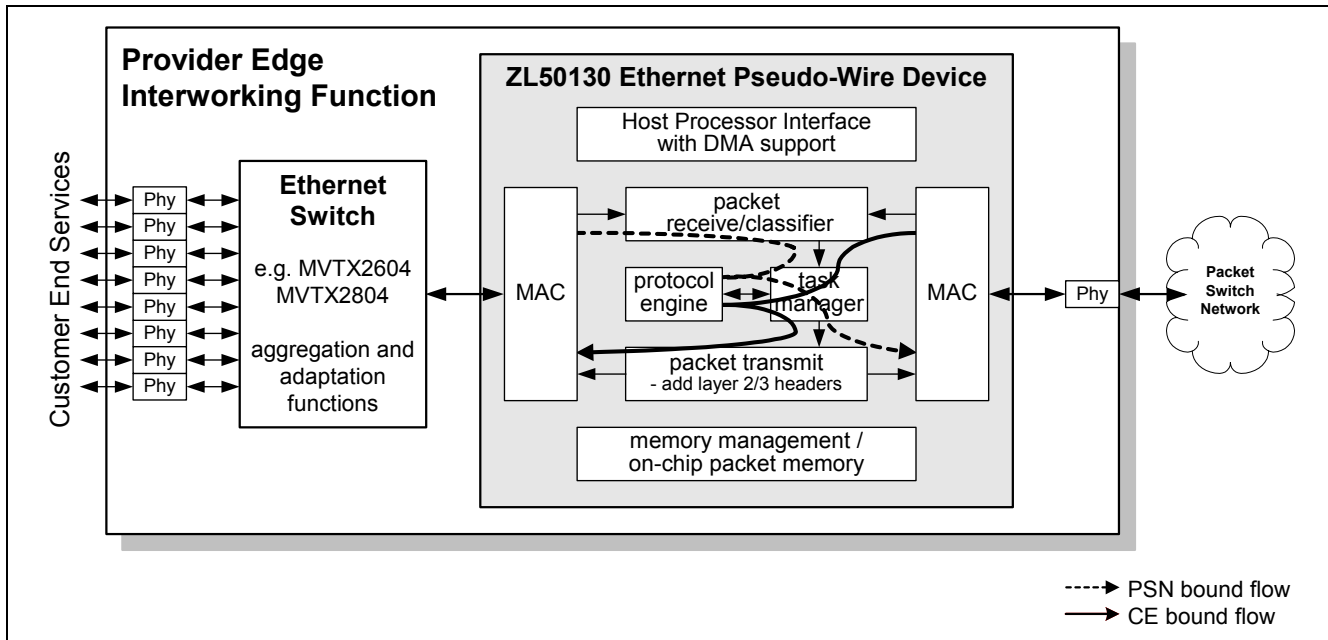 Provider Edge
Interworking Function
ZL50130 Ethernet Pseudo-Wire Device
Host Processor Interface
with DMA support
Customer End Services
Phy
Phy
Phy
Phy
Phy
Phy
Phy
Phy
Ethernet
Switch
e.g. MVTX2604
MVTX2804
aggregation and
adaptation
functions
MAC
packet
receive/classifier
protocol
engine
task
manager
packet transmit
- add layer 2/3 headers
MAC
memory management /
on-chip packet memory
Phy
Packet
Switch
Network
PSN bound flow
CE bound flow